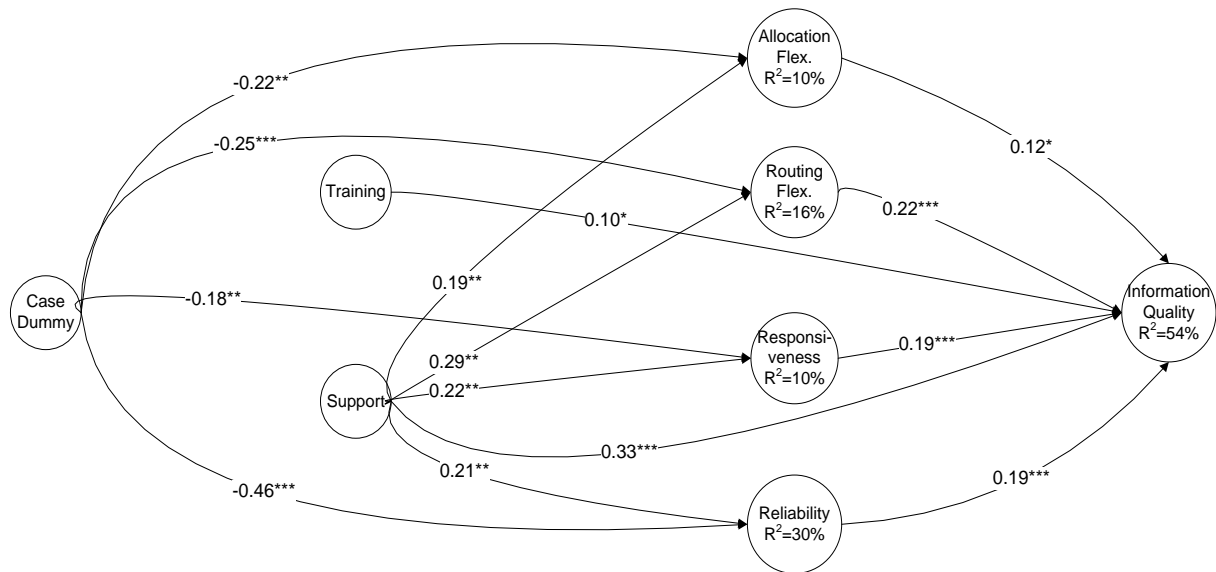 Allocation
Flex.
R²=10%
-0.22**
0.12*
-0.25***
Training
Routing
Flex.
R²=16%
0.22***
0.10*
0.19**
Case
Dummy
-0.18**
Information
Quality
R²=54%
Responsi-
veness
R²=10%
0.19***
0.29**
0.22**
Support
0.33***
0.21**
0.19***
-0.46***
Reliability
R²=30%